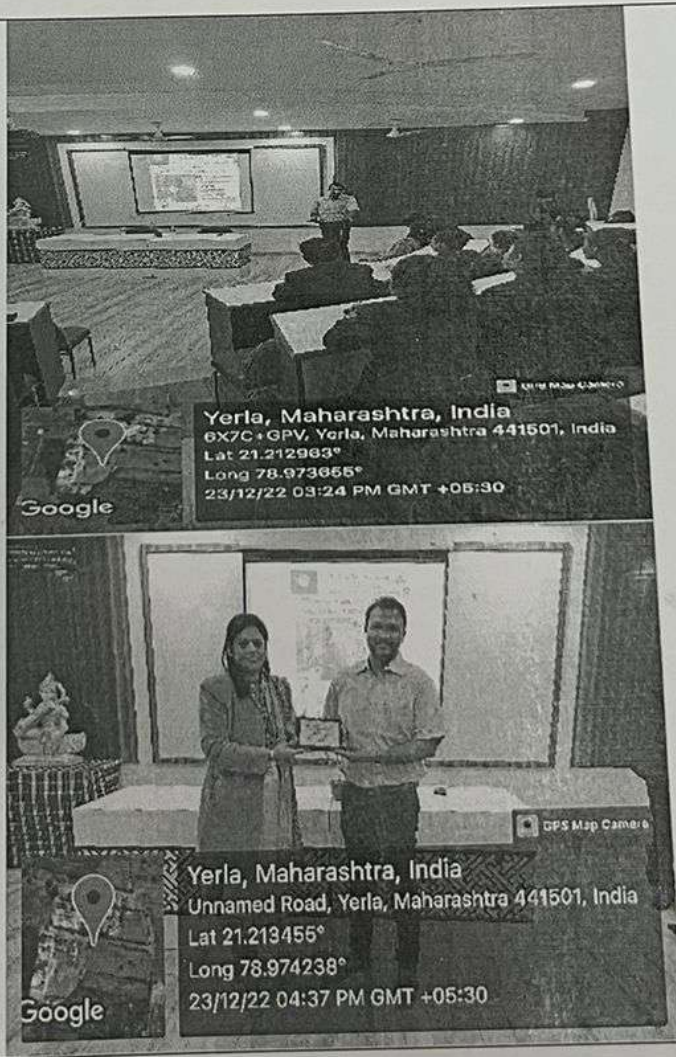 GPS Map Camera
Yerla, Maharashtra, India
6X7C+GPV, Yerla, Maharashtra 441501, India
Lat 21.212963°
Long 78.973655°
23/12/22 03:24 PM GMT +05:30
Google
GPS Map Camera
Yerla, Maharashtra, India
Unnamed Road, Yerla, Maharashtra 441501, India
Lat 21.213455°
Long 78.974238°
23/12/22 04:37 PM GMT +05:30
Google